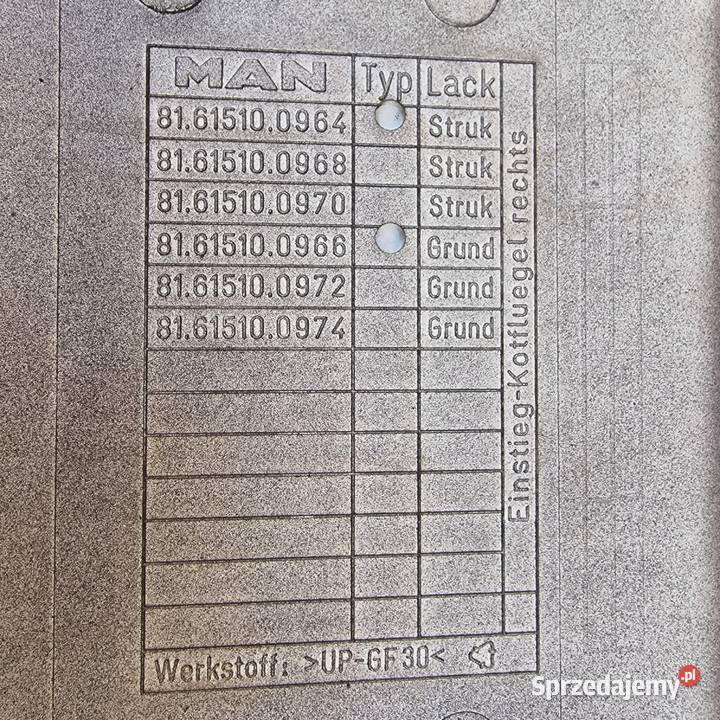 MAN Typ Lack
81.61510.0964 Struk
81.61510.0968 Struk
81.61510.0970 Struk
81.61510.0966 Grund
81.61510.0972 Grund
81.61510.0974 Grund
Einstieg-Kotfluegel rechts
Werkstoff: >UP-GF30<
Sprzedajemy.pl